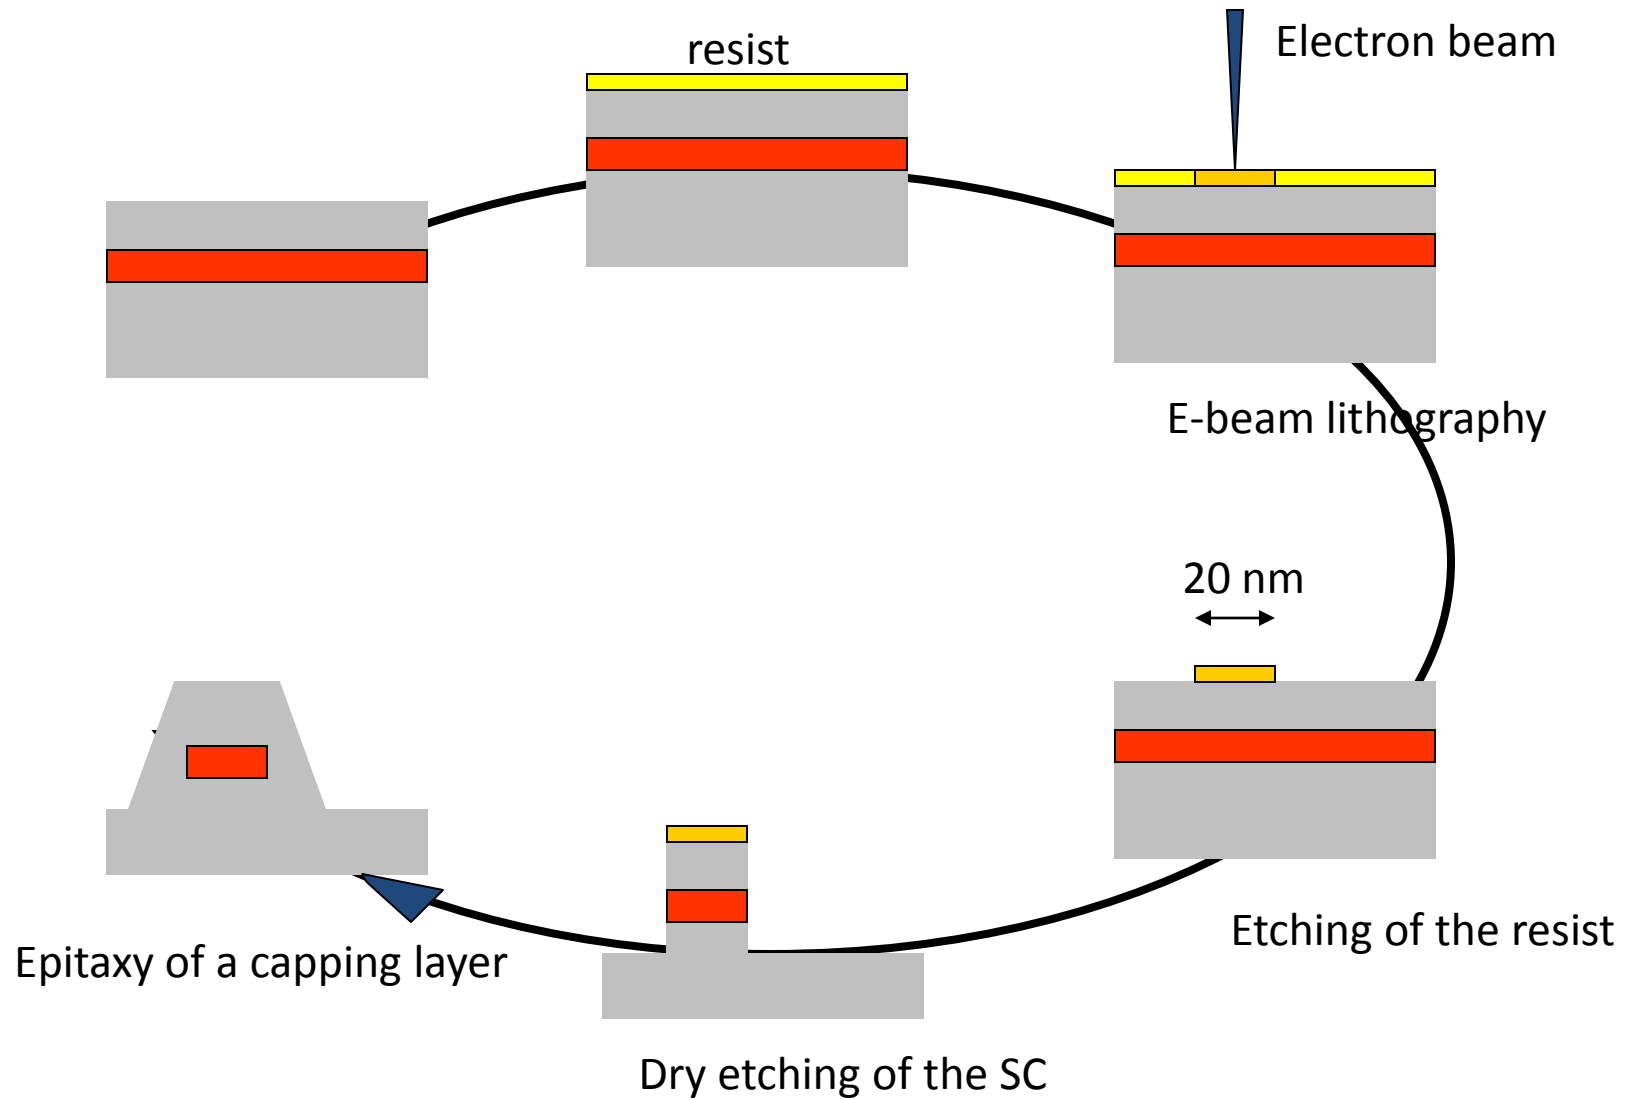 resist
Electron beam
E-beam lithography
20 nm
Etching of the resist
Epitaxy of a capping layer
Dry etching of the SC